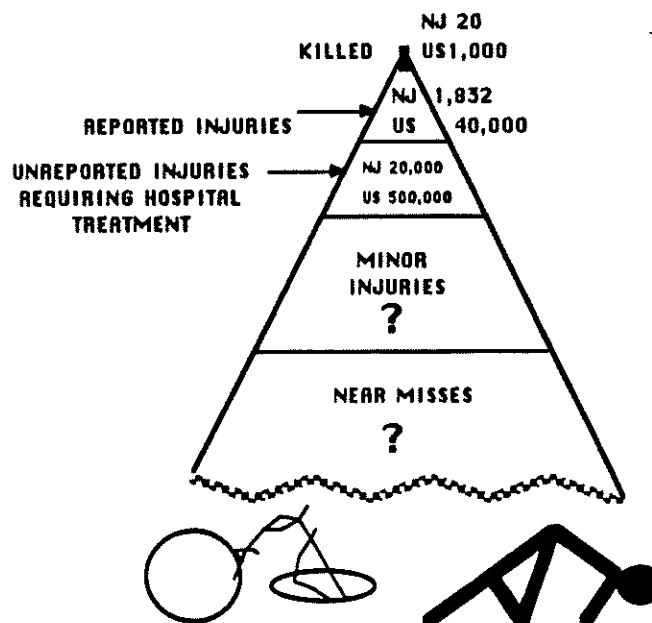 NJ 20
KILLED US1,000
NJ 1,832
REPORTED INJURIES
US 40,000
UNREPORTED INJURIES
REQUIRING HOSPITAL
TREATMENT
NJ 20,000
US 500,000
MINOR
INJURIES
?
NEAR MISSES
?